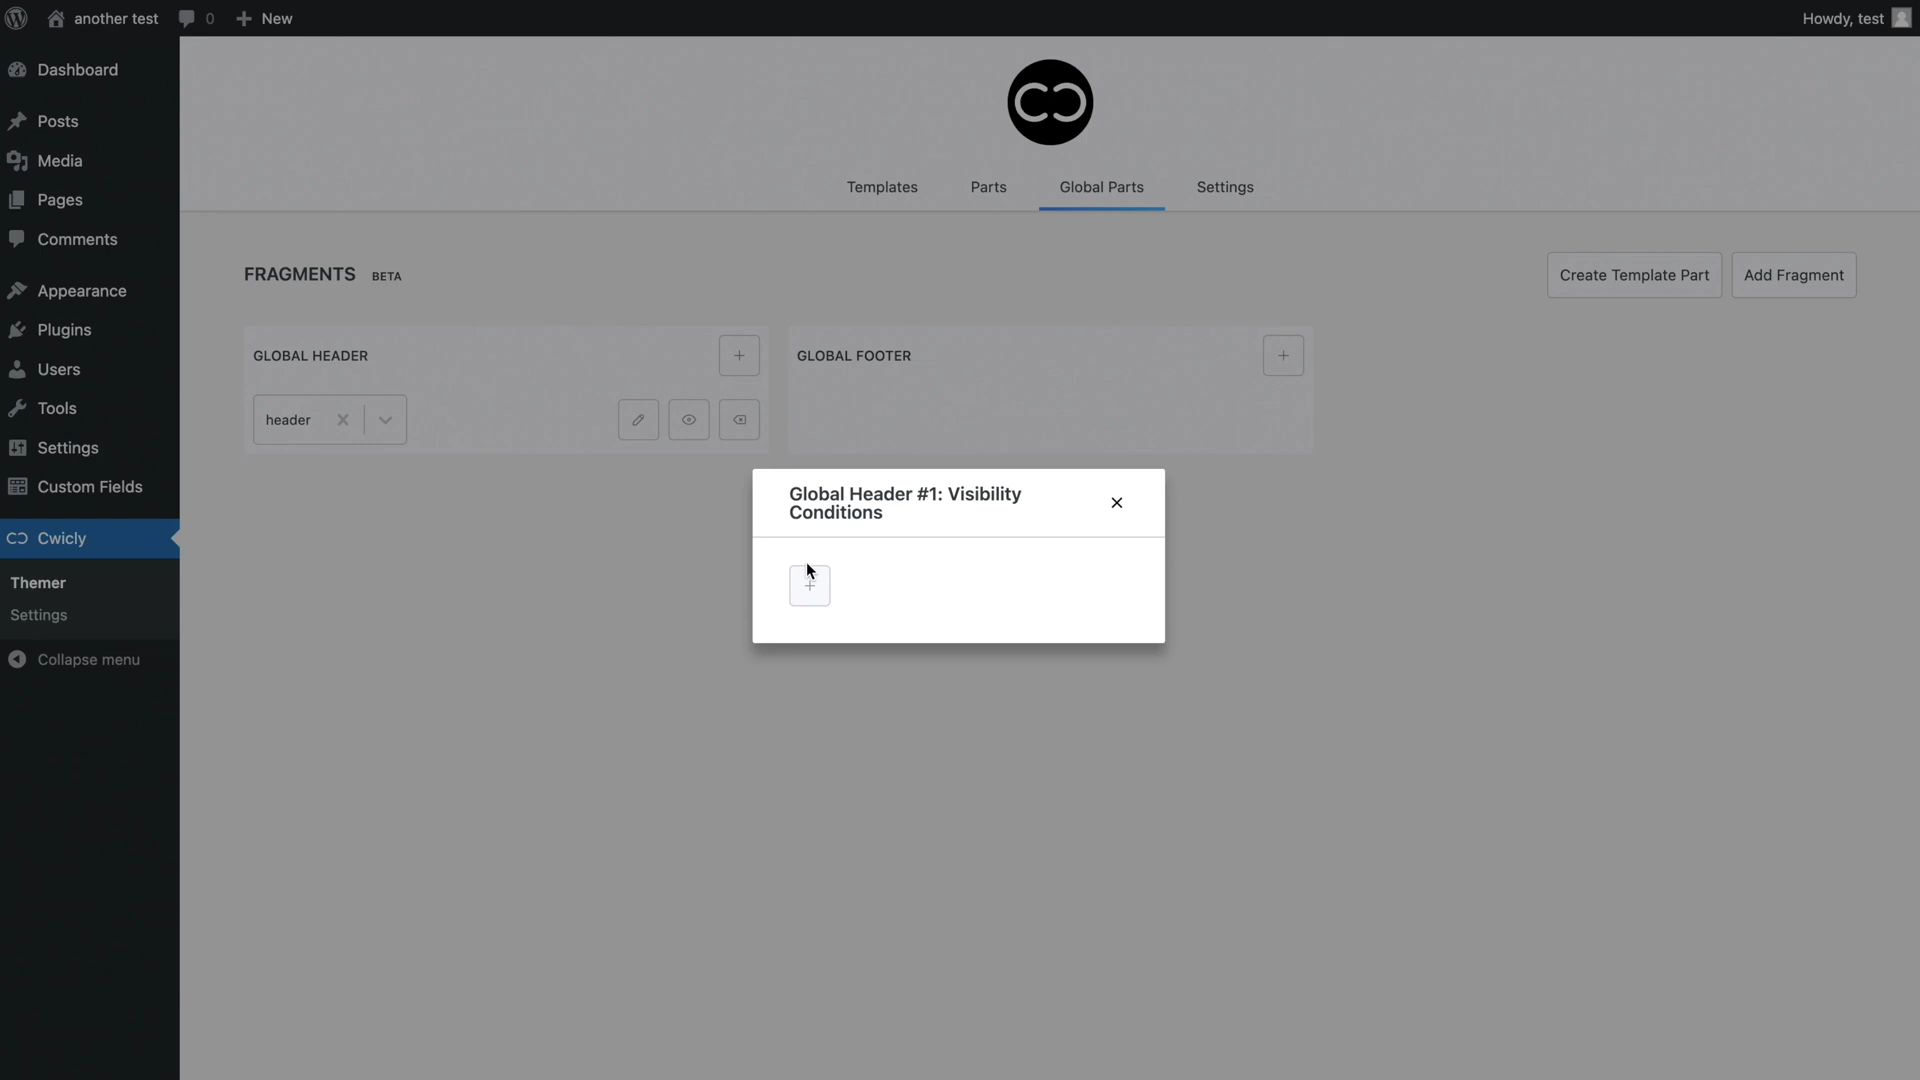 another test
0
New
Howdy, test
Dashboard
Posts
Media
Pages
Comments
Appearance
Plugins
Users
Tools
Settings
Custom Fields
Cwicly
Themer
Settings
Collapse menu
Templates
Parts
Global Parts
Settings
FRAGMENTS BETA
Create Template Part
Add Fragment
GLOBAL HEADER
header
GLOBAL FOOTER
Global Header #1: Visibility
Conditions